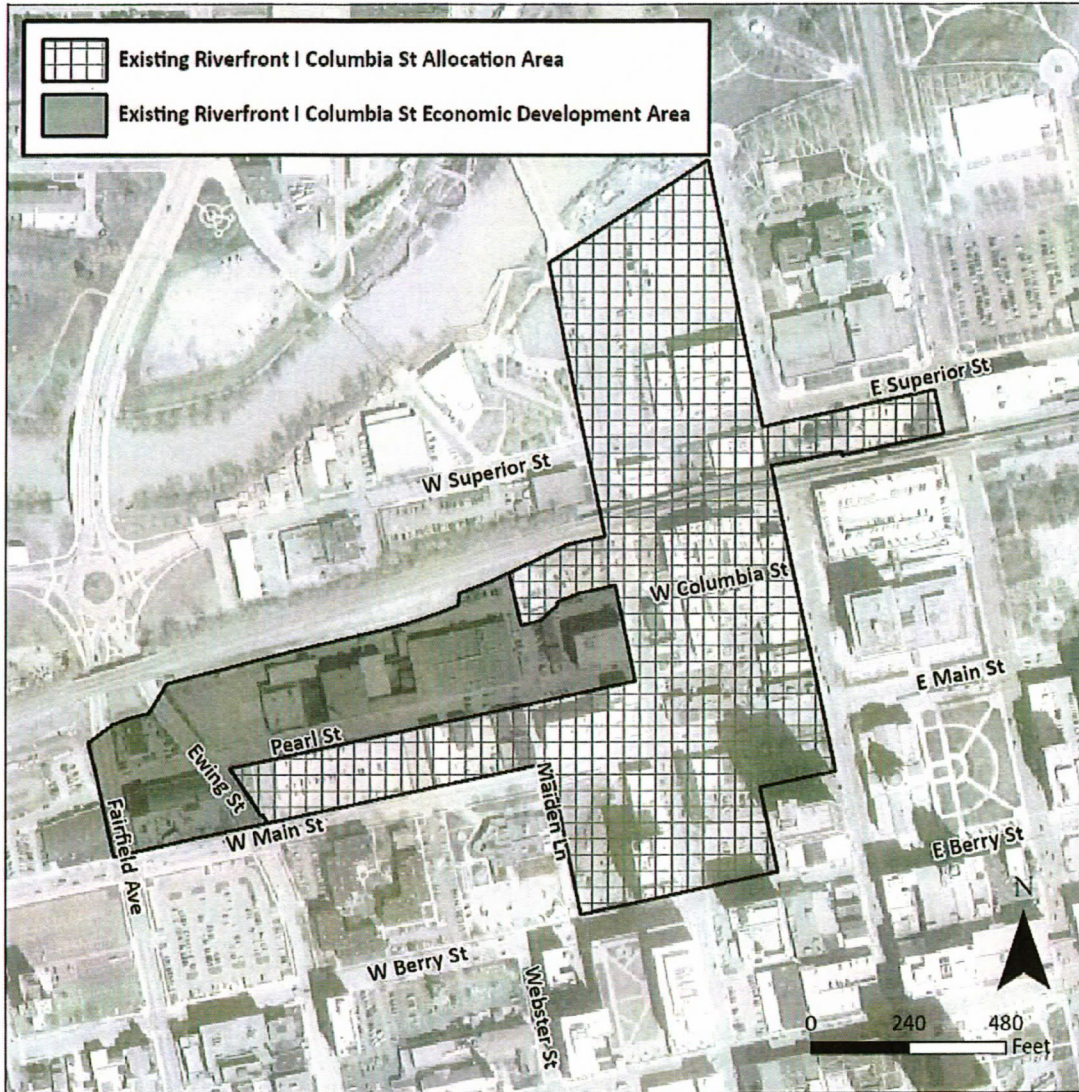 Existing Riverfront I Columbia St Allocation Area
Existing Riverfront I Columbia St Economic Development Area
E Superior St
W Superior St
W Columbia St
E Main St
Pearl St
Ewing St
Maiden Ln
Fairfield Ave
W Main St
E Berry St
N
W Berry St
Webster St
0 240 480
Feet